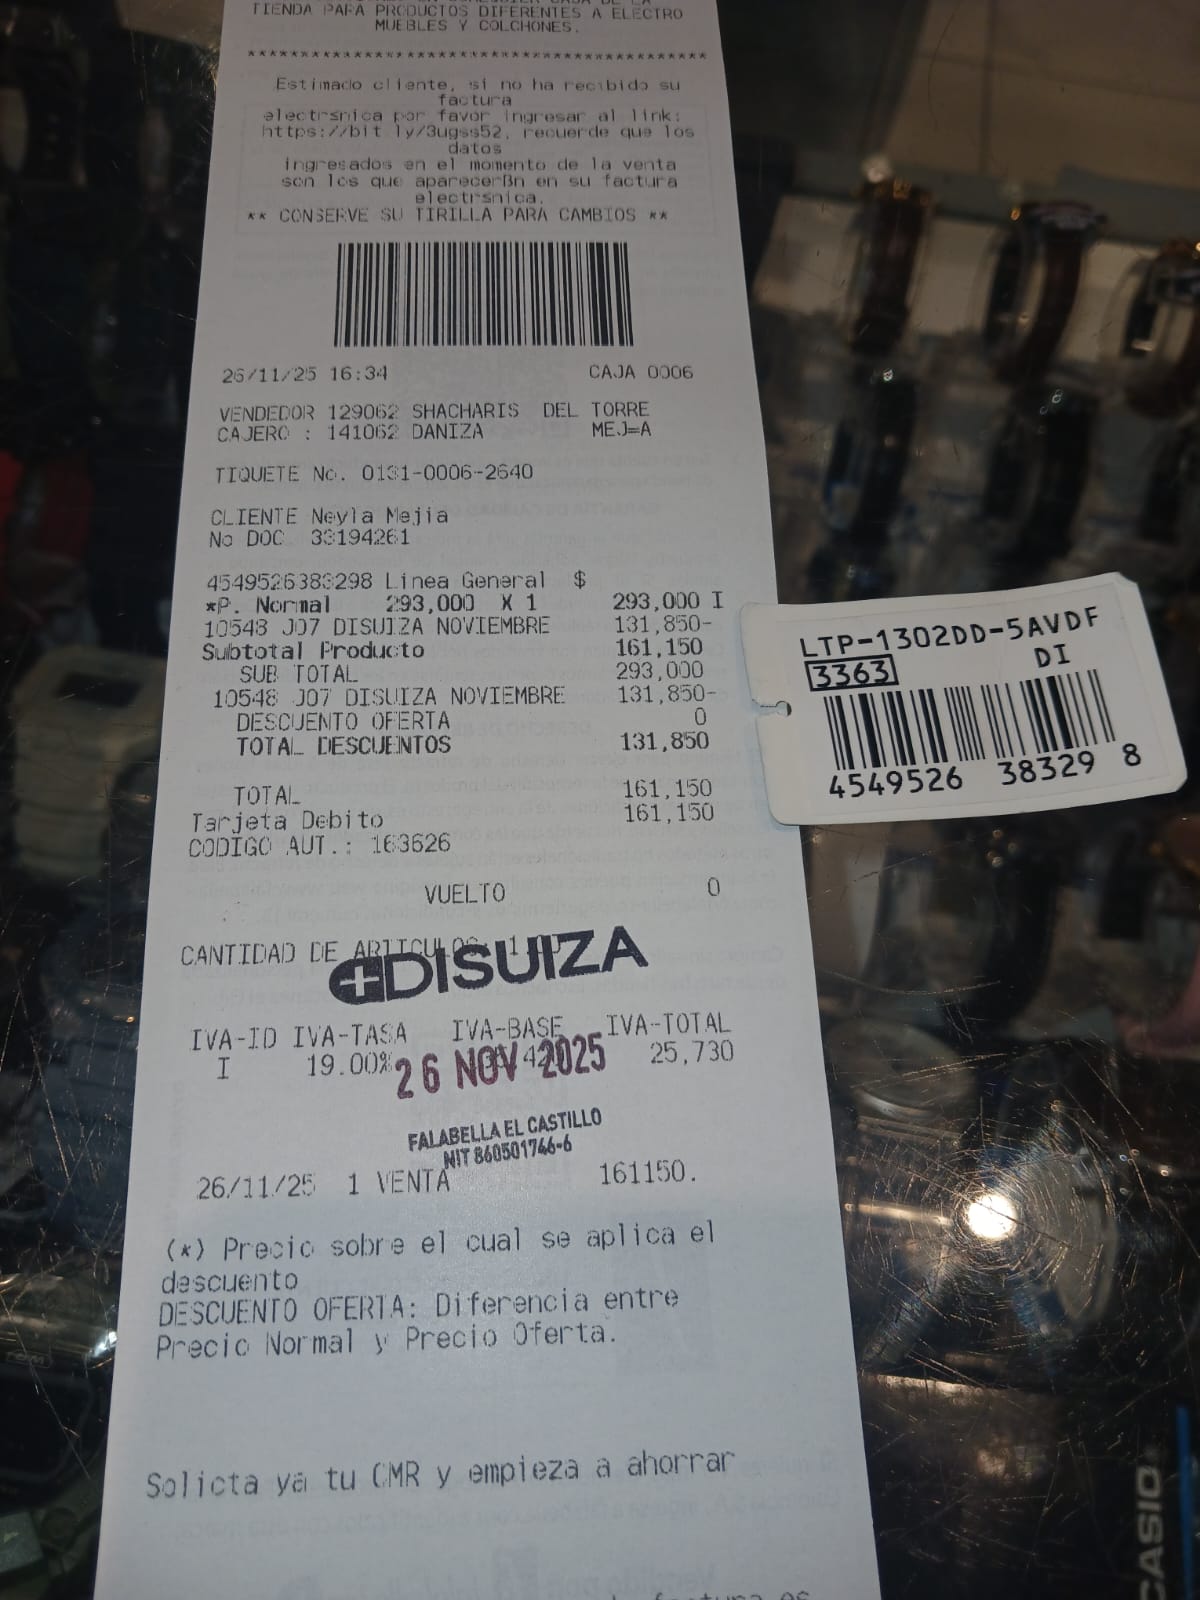 TIENDA PARA PRODUCTOS DIFERENTES A ELECTRO
MUEBLES Y COLCHONES.
*****************************************************
Estimado cliente, si no ha recibido su
factura
electrsnica por favor ingresar al link:
https://bit ly/3ugss52, recuerde que los
datos
ingresados en el momento de la venta
son los que aparecerßn en su factura
electrsnica.
** CONSERVE SU TIRILLA PARA CAMBIOS **
26/11/25 16:34 CAJA 0006
VENDEDOR 129062 SHACHARIS DEL TORRE
CAJERO : 141062 DANIZA MEJ=A
TIQUETE No. 0131-0006-2640
CLIENTE Neyla Mejia
No DOC 33194261
4549526383298 Linea General $
*P. Normal 293,000 X 1 293,000 I
10548 J07 DISUIZA NOVIEMBRE 131,850-
Subtotal Producto 161,150
SUB TOTAL 293,000
10548 J07 DISUIZA NOVIEMBRE 131,850-
DESCUENTO OFERTA 0
TOTAL DESCUENTOS 131,850
TOTAL 161,150
Tarjeta Debito 161,150
CODIGO AUT.: 163626
VUELTO 0
CANTIDAD DE ARTICULOS
DISUIZA
IVA-ID IVA-TASA IVA-BASE IVA-TOTAL
I 19.00% 25,730
26 NOV 2025
FALABELLA EL CASTILLO
NIT 860501746-6
26/11/25 1 VENTA 161150.
(*) Precio sobre el cual se aplica el
descuento
DESCUENTO OFERTA: Diferencia entre
Precio Normal y Precio Oferta.
Solicta ya tu CMR y empieza a ahorrar
LTP-1302DD-5AVDF
DI
3363
4549526 38329 8
CASIO